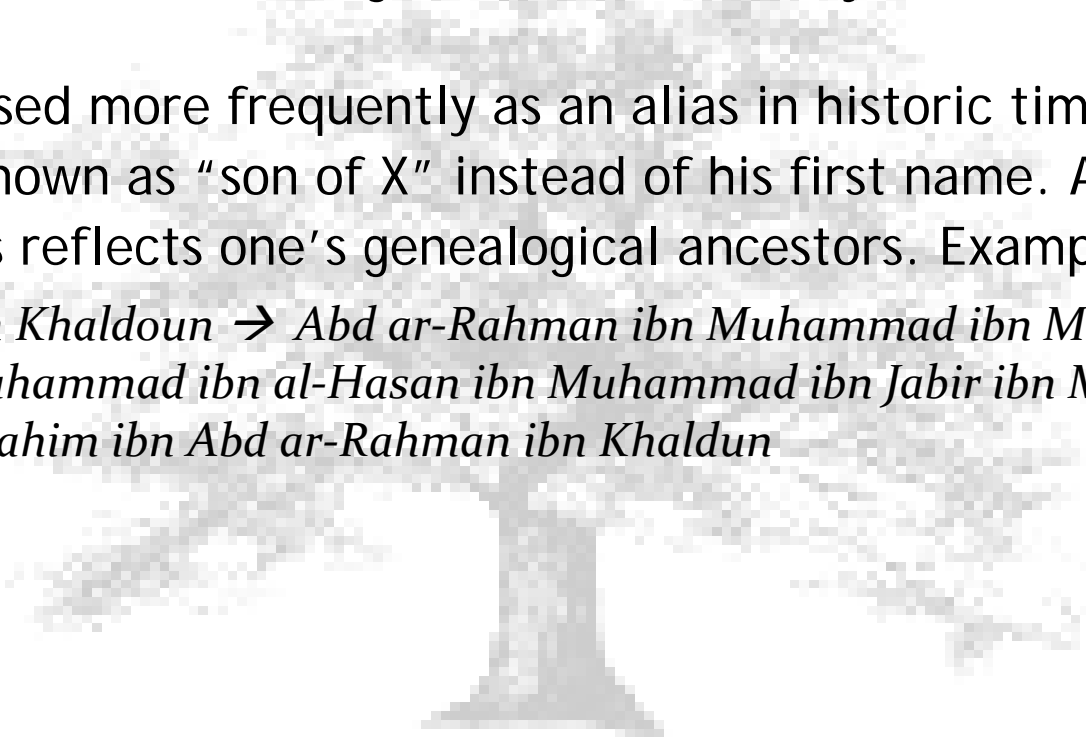 sed more frequently as an alias in historic tim
nown as “son of X” instead of his first name. A
s reflects one’s genealogical ancestors. Examp
n Khaldoun → Abd ar-Rahman ibn Muhammad ibn M
uhammad ibn al-Hasan ibn Muhammad ibn Jabir ibn M
ahim ibn Abd ar-Rahman ibn Khaldun